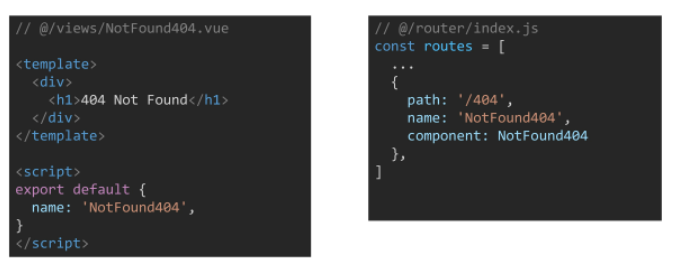 // @/views/NotFound404.vue
<template>
  <div>
    <h1>404 Not Found</h1>
  </div>
</template>
<script>
export default {
  name: 'NotFound404',
}
</script>
// @/router/index.js
const routes = [
  ...
  {
    path: '/404',
    name: 'NotFound404',
    component: NotFound404
  },
]